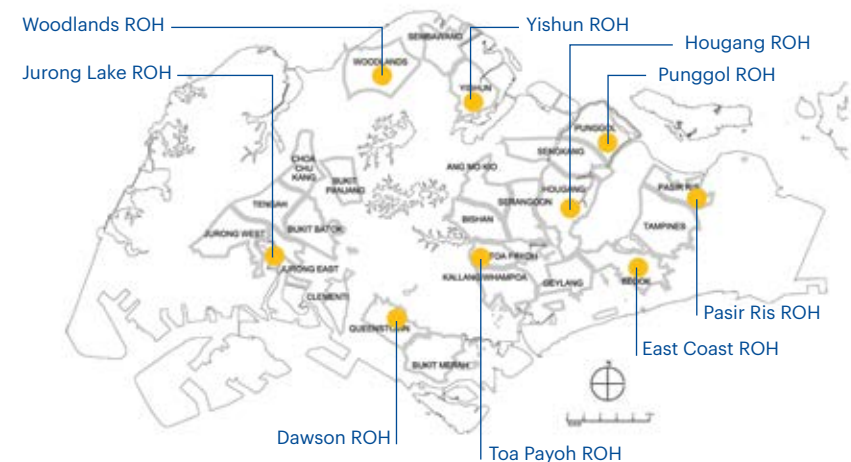 Woodlands ROH
Yishun ROH
Hougang ROH
Jurong Lake ROH
Punggol ROH
SEMBAWANG
WOODLANDS
YISHUN
PUNGGOL
SENGKANG
CHOA
CHU
KANG
BUKIT
PANJANG
ANG MO KIO
HOUGANG
PASIR RIS
SERANGOON
TENGAH
BISHAN
TAMPINES
JURONG WEST
BUKIT BATOK
TOA PAYOH
JURONG EAST
KALLANG WHAMPOA
GEYLANG
BEDOK
CLEMENTI
QUEENSTOWN
BUKIT MERAH
N
Pasir Ris ROH
East Coast ROH
Dawson ROH
Toa Payoh ROH